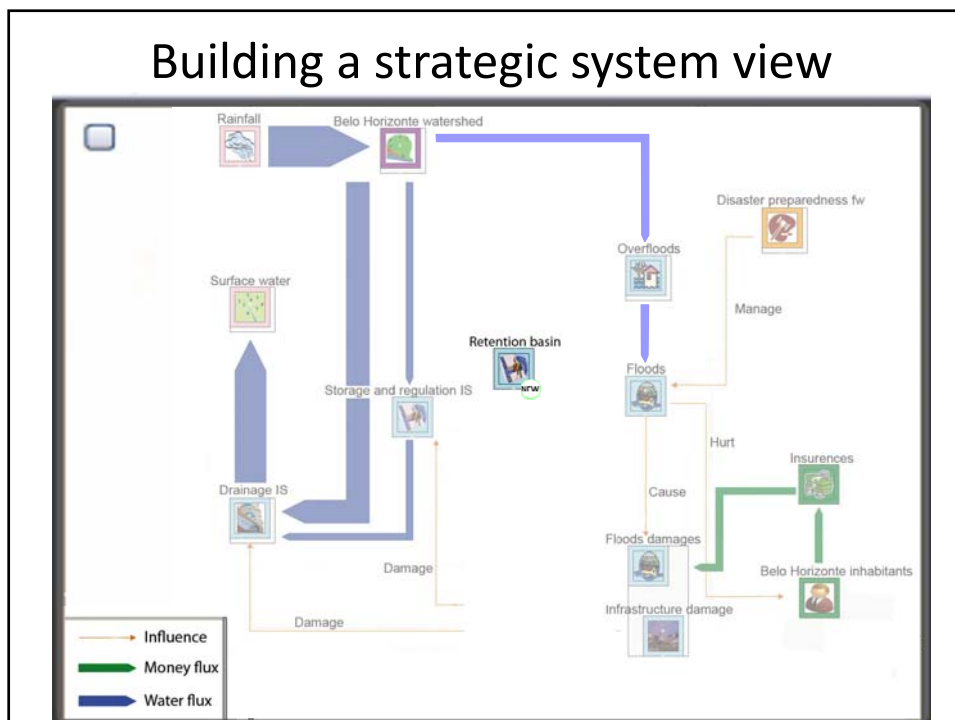 Building a strategic system view
Rainfall
Belo Horizonte watershed
Disaster preparedness fw
Overfloods
Surface water
Manage
Retention basin
NEW
Floods
Storage and regulation IS
Hurt
Insurences
Drainage IS
Cause
Floods damages
Damage
Belo Horizonte inhabitants
Infrastructure damage
Damage
Influence
Money flux
Water flux